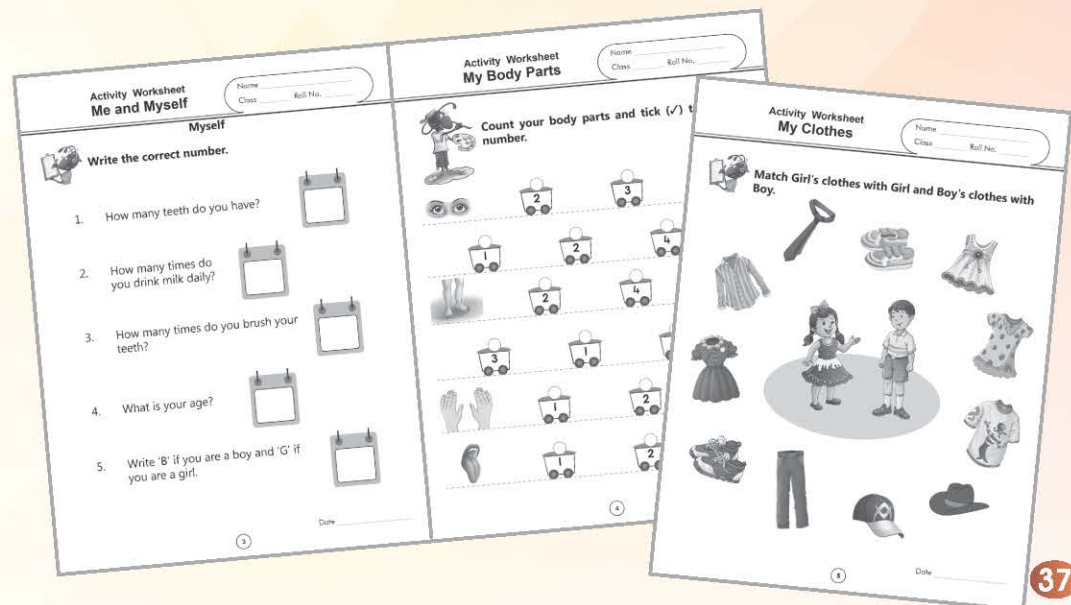 Activity Worksheet
Me and Myself
Name
Class Roll No.
Myself
Write the correct number.
1. How many teeth do you have?
2. How many times do
you drink milk daily?
3. How many times do you brush your
teeth?
4. What is your age?
5. Write 'B' if you are a boy and 'G' if
you are a girl.
Date
3
Activity Worksheet
My Body Parts
Name
Class Roll No.
Count your body parts and tick (✓) t
number.
2 3
1 2 4
2 4
3 1
1 2
1 2
4
Activity Worksheet
My Clothes
Name
Class Roll No.
Match Girl's clothes with Girl and Boy's clothes with
Boy.
Date
5
37